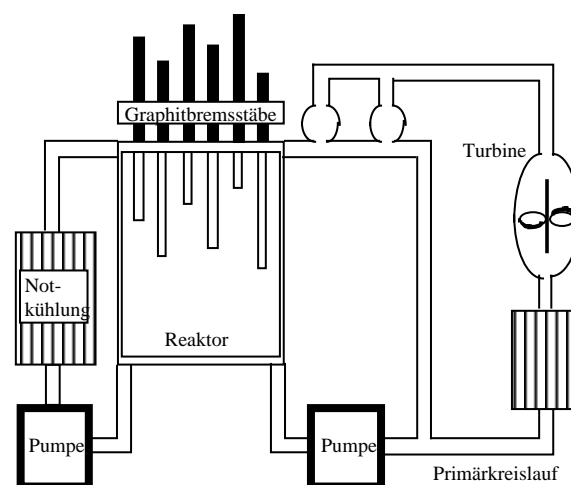 Graphitbremsstäbe
Turbine
Not-
kühlung
Reaktor
Pumpe
Pumpe
Primärkreislauf